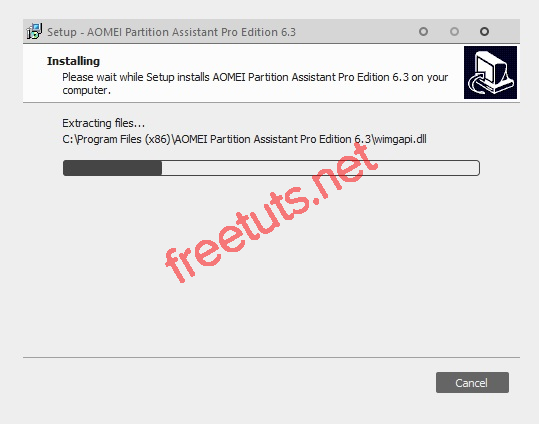 Setup - AOMEI Partition Assistant Pro Edition 6.3
Installing
Please wait while Setup installs AOMEI Partition Assistant Pro Edition 6.3 on your
computer.
Extracting files...
C:\Program Files (x86)\AOMEI Partition Assistant Pro Edition 6.3\wimgapi.dll
freetuts.net
Cancel